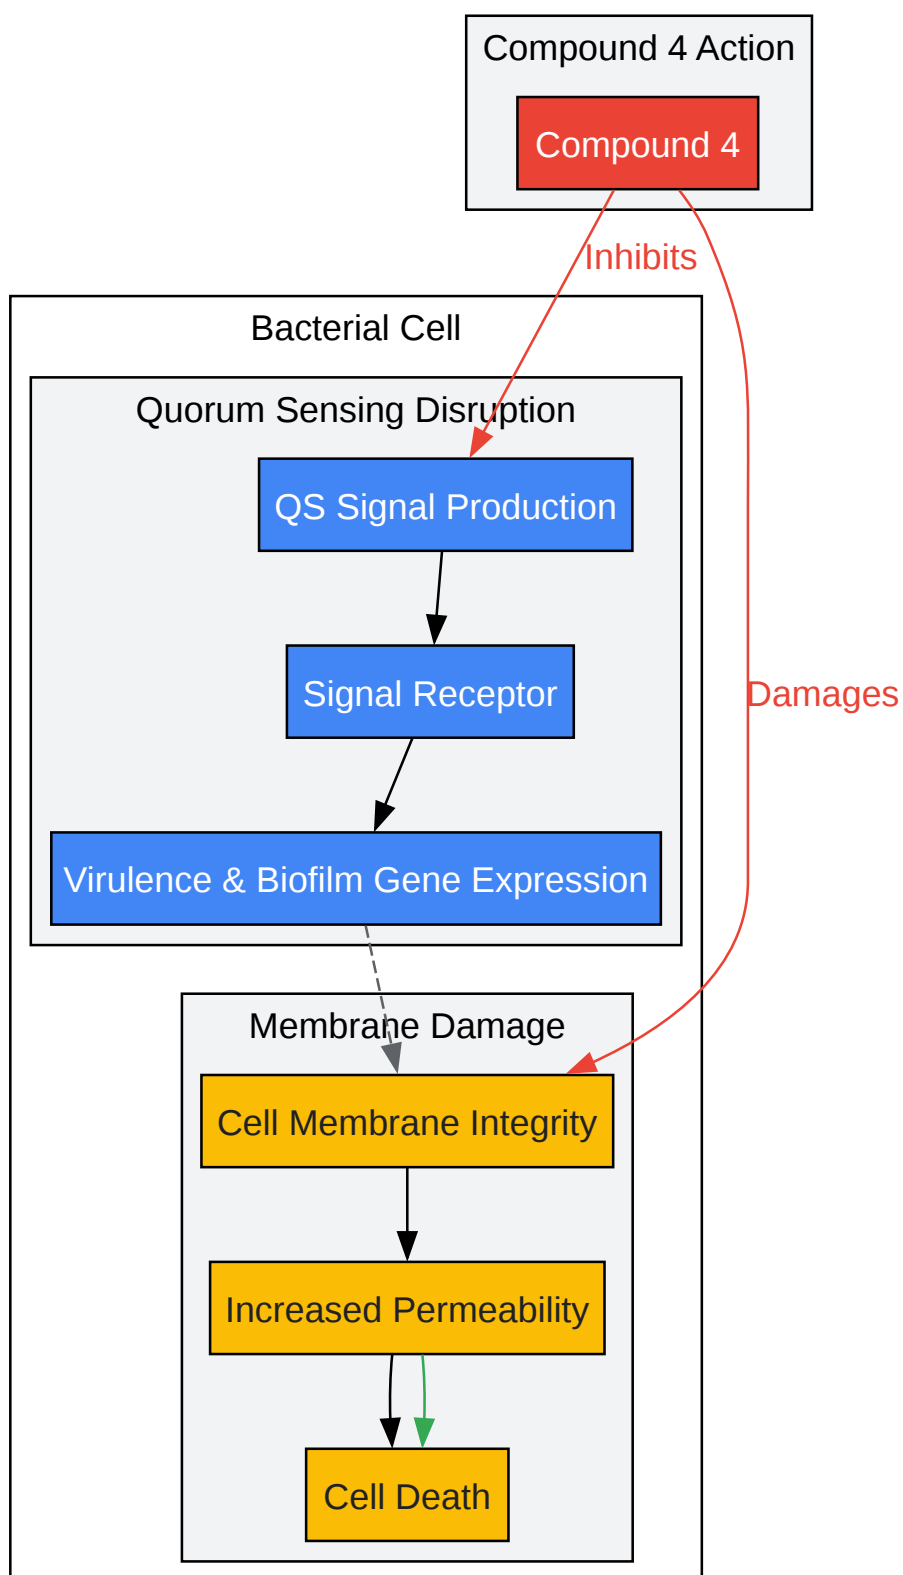 Compound 4 Action
Compound 4
Inhibits
Bacterial Cell
Quorum Sensing Disruption
QS Signal Production
Signal Receptor
Damages
Virulence & Biofilm Gene Expression
Membrane Damage
Cell Membrane Integrity
Increased Permeability
Cell Death